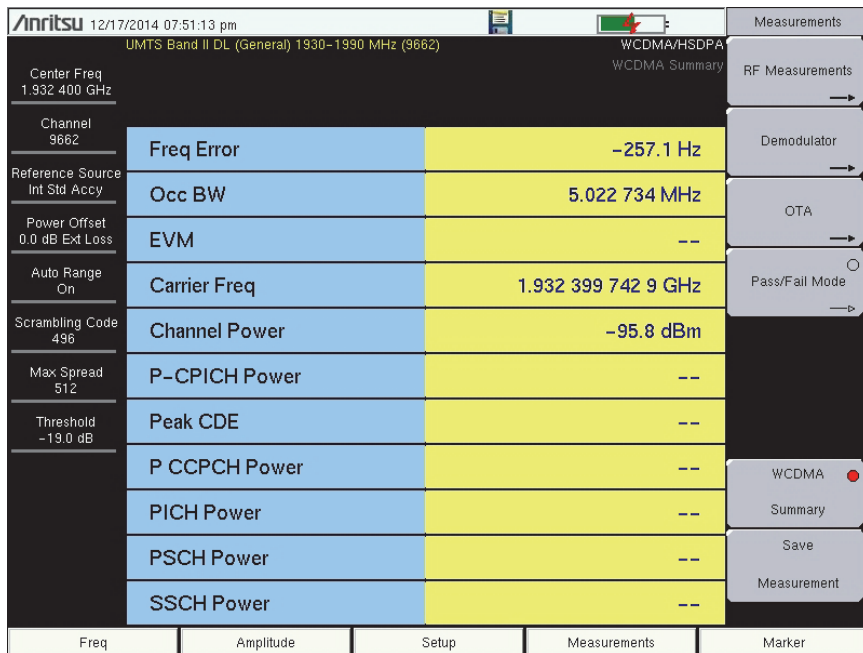 Anritsu 12/17/2014 07:51:13 pm
UMTS Band II DL (General) 1930-1990 MHz (9662)
WCDMA/HSDPA
WCDMA Summary
Center Freq
1.932 400 GHz
Channel
9662
Reference Source
Int Std Accy
Power Offset
0.0 dB Ext Loss
Auto Range
On
Scrambling Code
496
Max Spread
512
Threshold
-19.0 dB
Freq Error -257.1 Hz
Occ BW 5.022 734 MHz
EVM --
Carrier Freq 1.932 399 742 9 GHz
Channel Power -95.8 dBm
P-CPICH Power --
Peak CDE --
P CCPCH Power --
PICH Power --
PSCH Power --
SSCH Power --
Measurements
RF Measurements
Demodulator
OTA
Pass/Fail Mode
WCDMA
Summary
Save
Measurement
Freq Amplitude Setup Measurements Marker